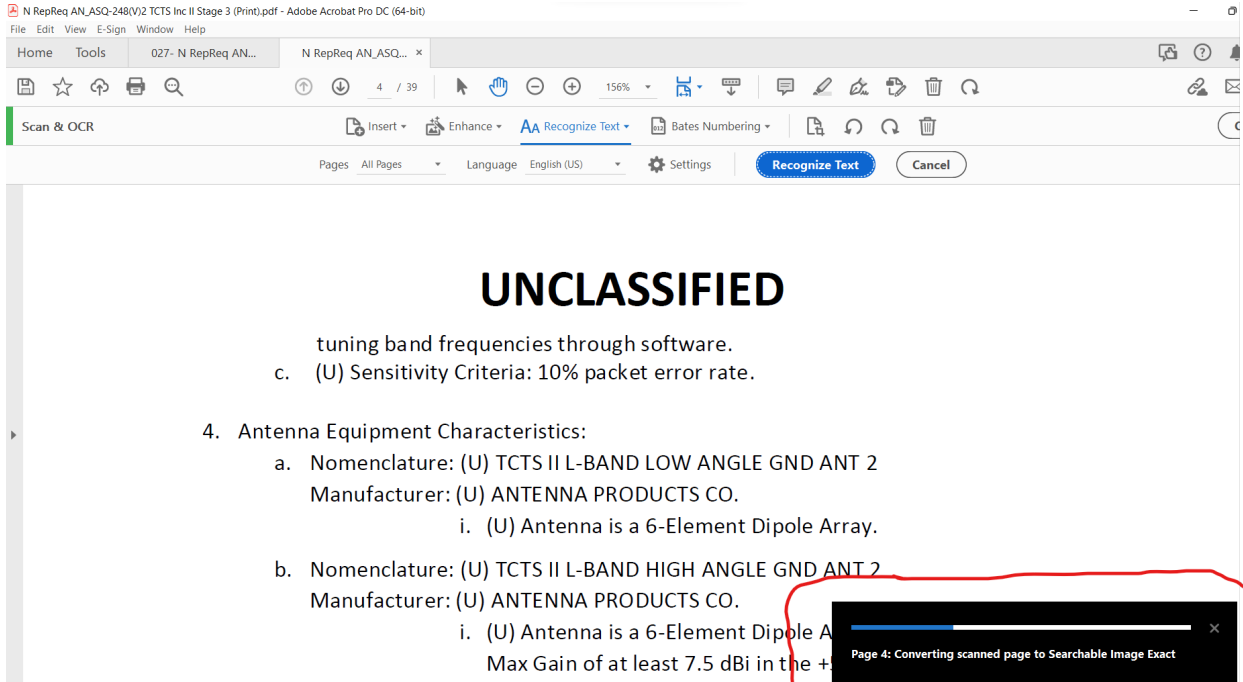 N RepReq AN_ASQ-248(V)2 TCTS Inc II Stage 3 (Print).pdf - Adobe Acrobat Pro DC (64-bit)
File Edit View E-Sign Window Help
Home Tools 027- N RepReq AN... N RepReq AN_ASQ... ×
4 / 39 156%
Scan & OCR Insert Enhance Recognize Text Bates Numbering
Pages All Pages Language English (US) Settings Recognize Text Cancel
UNCLASSIFIED
tuning band frequencies through software.
c. (U) Sensitivity Criteria: 10% packet error rate.
4. Antenna Equipment Characteristics:
a. Nomenclature: (U) TCTS II L-BAND LOW ANGLE GND ANT 2
Manufacturer: (U) ANTENNA PRODUCTS CO.
i. (U) Antenna is a 6-Element Dipole Array.
b. Nomenclature: (U) TCTS II L-BAND HIGH ANGLE GND ANT 2
Manufacturer: (U) ANTENNA PRODUCTS CO.
i. (U) Antenna is a 6-Element Dipole A
Max Gain of at least 7.5 dBi in the +
Page 4: Converting scanned page to Searchable Image Exact